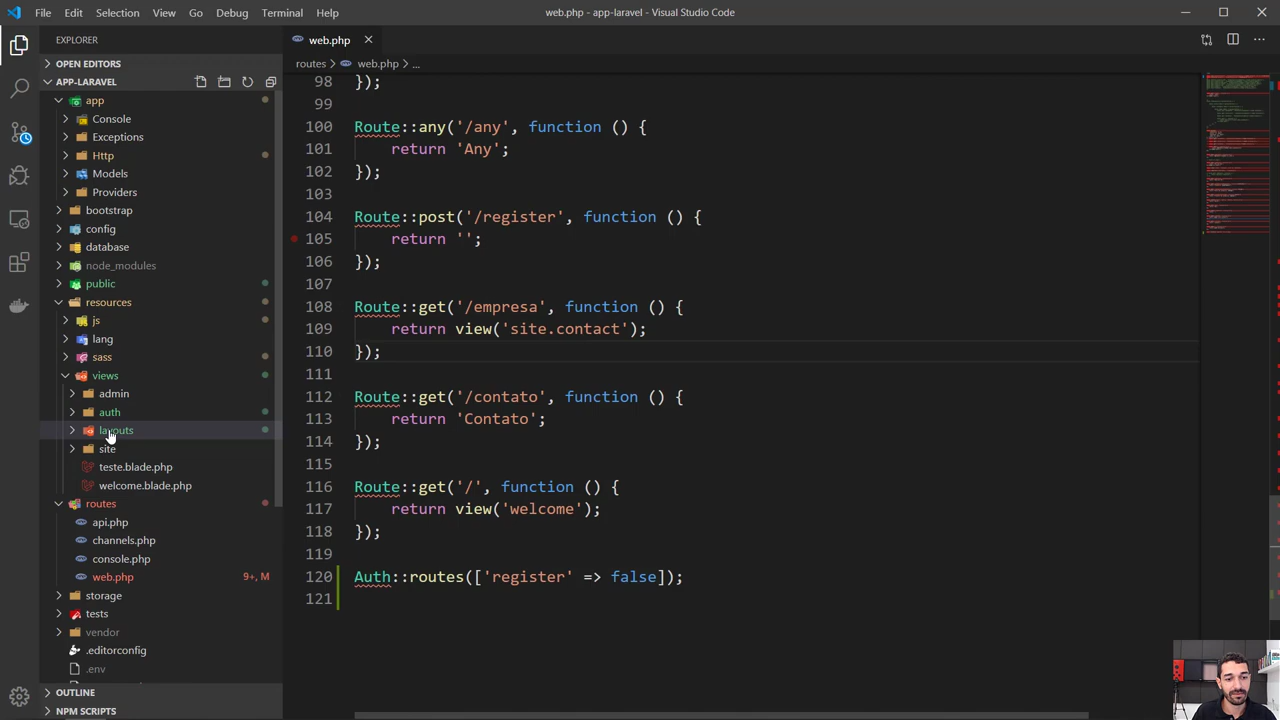 File Edit Selection View Go Debug Terminal Help
web.php - app-laravel - Visual Studio Code
EXPLORER
OPEN EDITORS
APP-LARAVEL
app
Console
Exceptions
Http
Models
Providers
bootstrap
config
database
node_modules
public
resources
js
lang
sass
views
admin
auth
layouts
site
teste.blade.php
welcome.blade.php
routes
api.php
channels.php
console.php
web.php 9+, M
storage
tests
vendor
.editorconfig
.env
OUTLINE
NPM SCRIPTS
web.php
routes > web.php > ...
98 });
99
100 Route::any('/any', function () {
101     return 'Any';
102 });
103
104 Route::post('/register', function () {
105     return '';
106 });
107
108 Route::get('/empresa', function () {
109     return view('site.contact');
110 });
111
112 Route::get('/contato', function () {
113     return 'Contato';
114 });
115
116 Route::get('/', function () {
117     return view('welcome');
118 });
119
120 Auth::routes(['register' => false]);
121